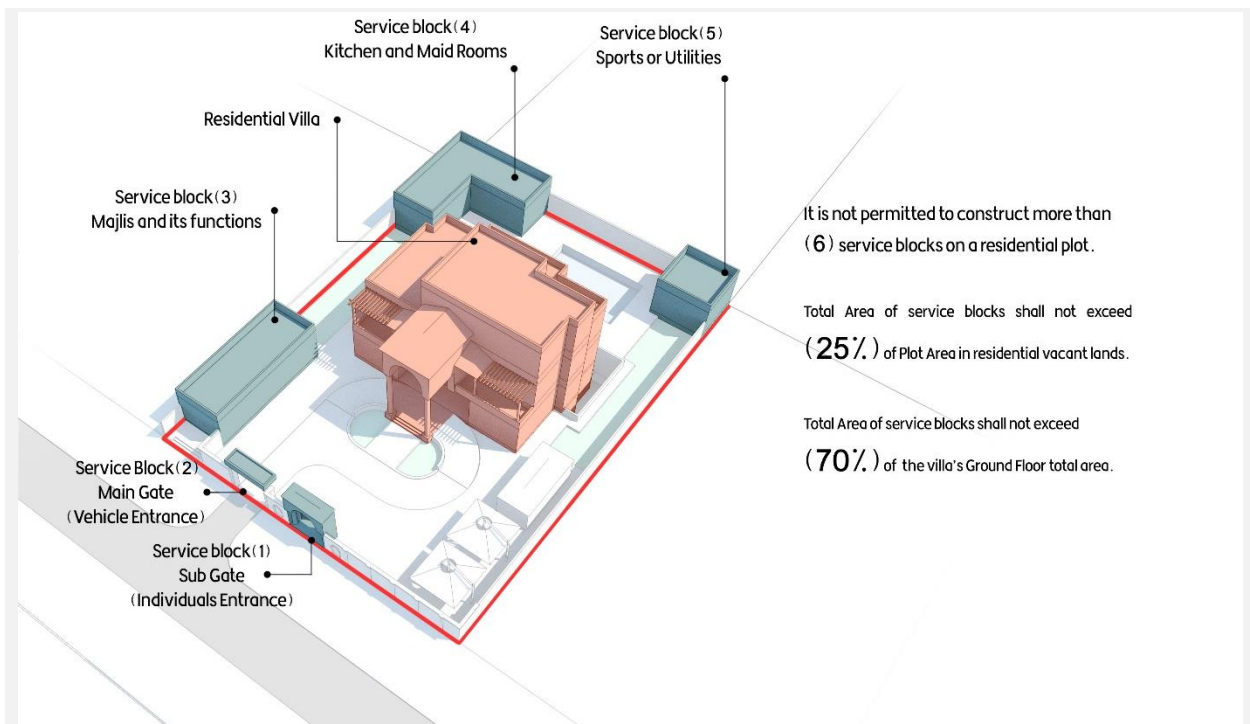 Service block(4)
Kitchen and Maid Rooms
Service block(5)
Sports or Utilities
Residential Villa
Service block(3)
Majlis and its functions
It is not permitted to construct more than
(6) service blocks on a residential plot.
Total Area of service blocks shall not exceed
(25%) of Plot Area in residential vacant lands.
Total Area of service blocks shall not exceed
(70%) of the villa's Ground Floor total area.
Service Block(2)
Main Gate
(Vehicle Entrance)
Service block(1)
Sub Gate
(Individuals Entrance)